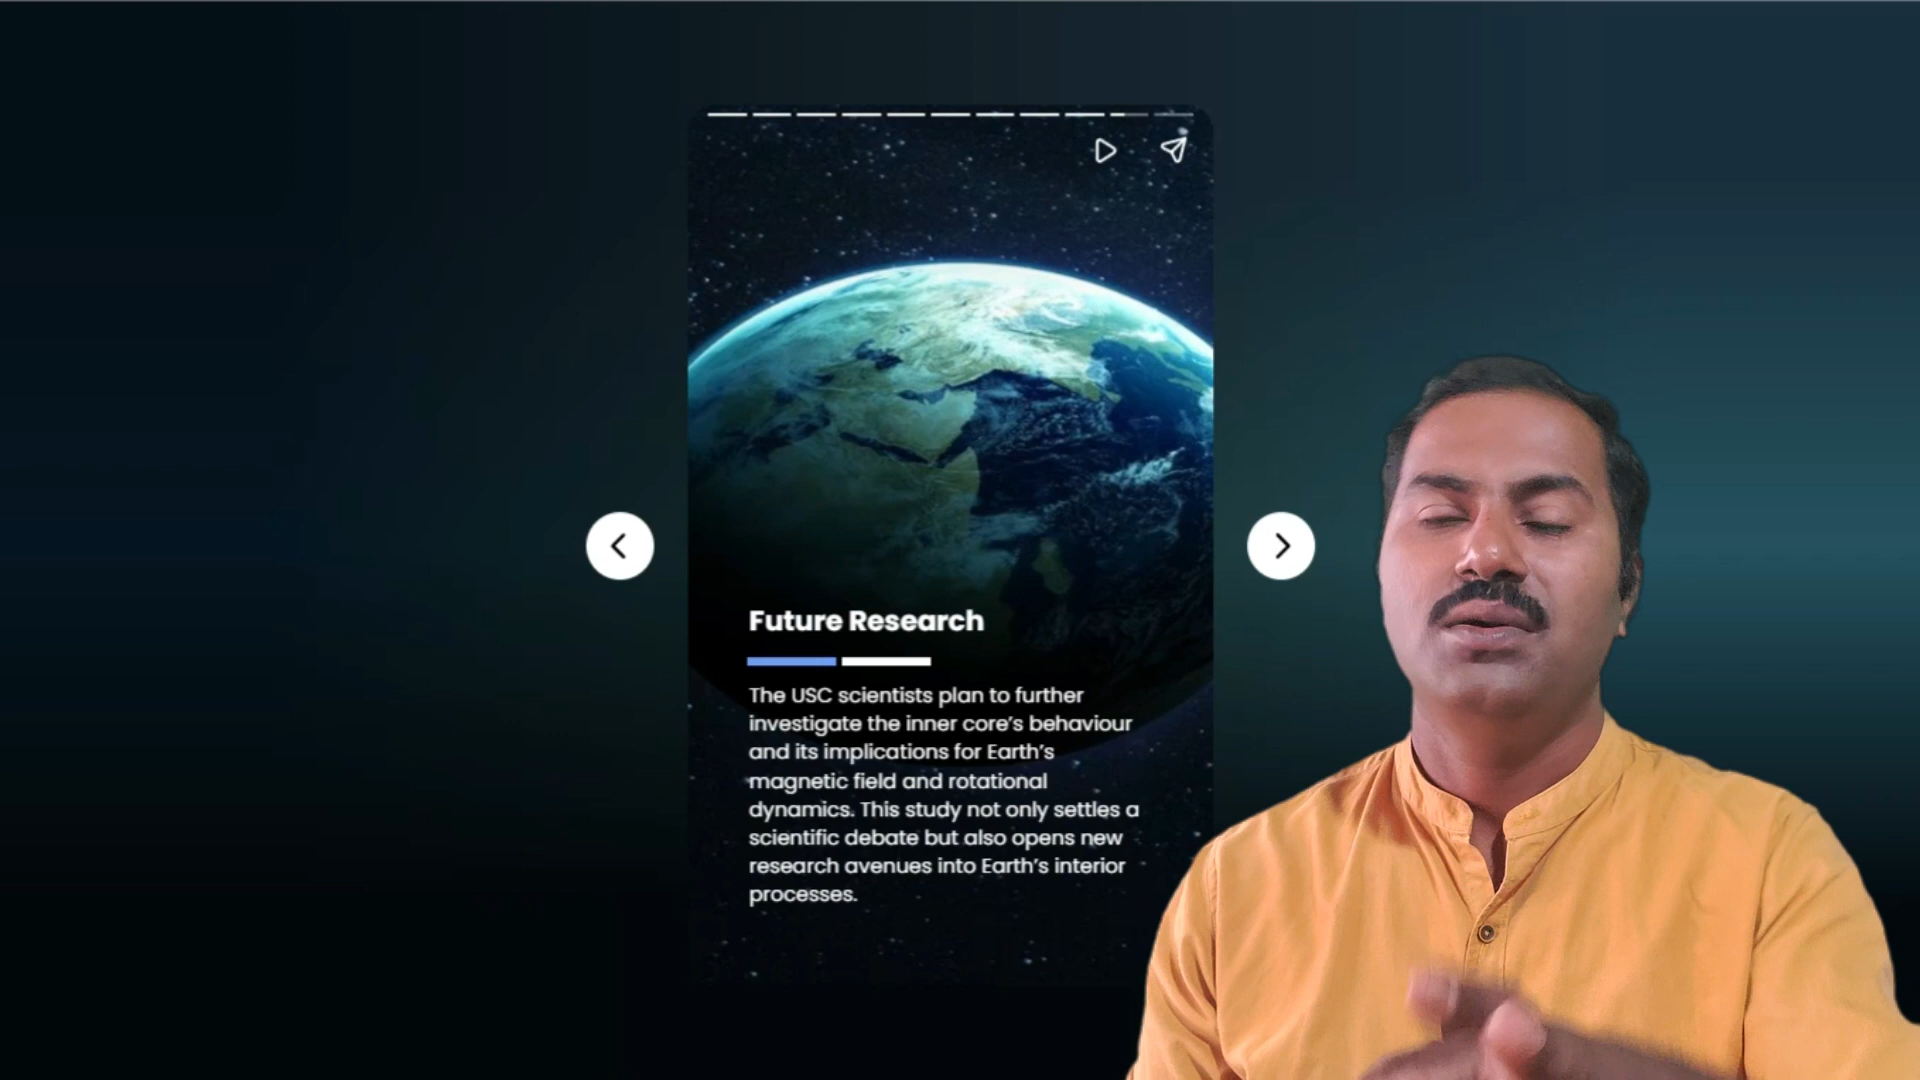 Future Research
The USC scientists plan to further
investigate the inner core’s behaviour
and its implications for Earth’s
magnetic field and rotational
dynamics. This study not only settles a
scientific debate but also opens new
research avenues into Earth’s interior
processes.